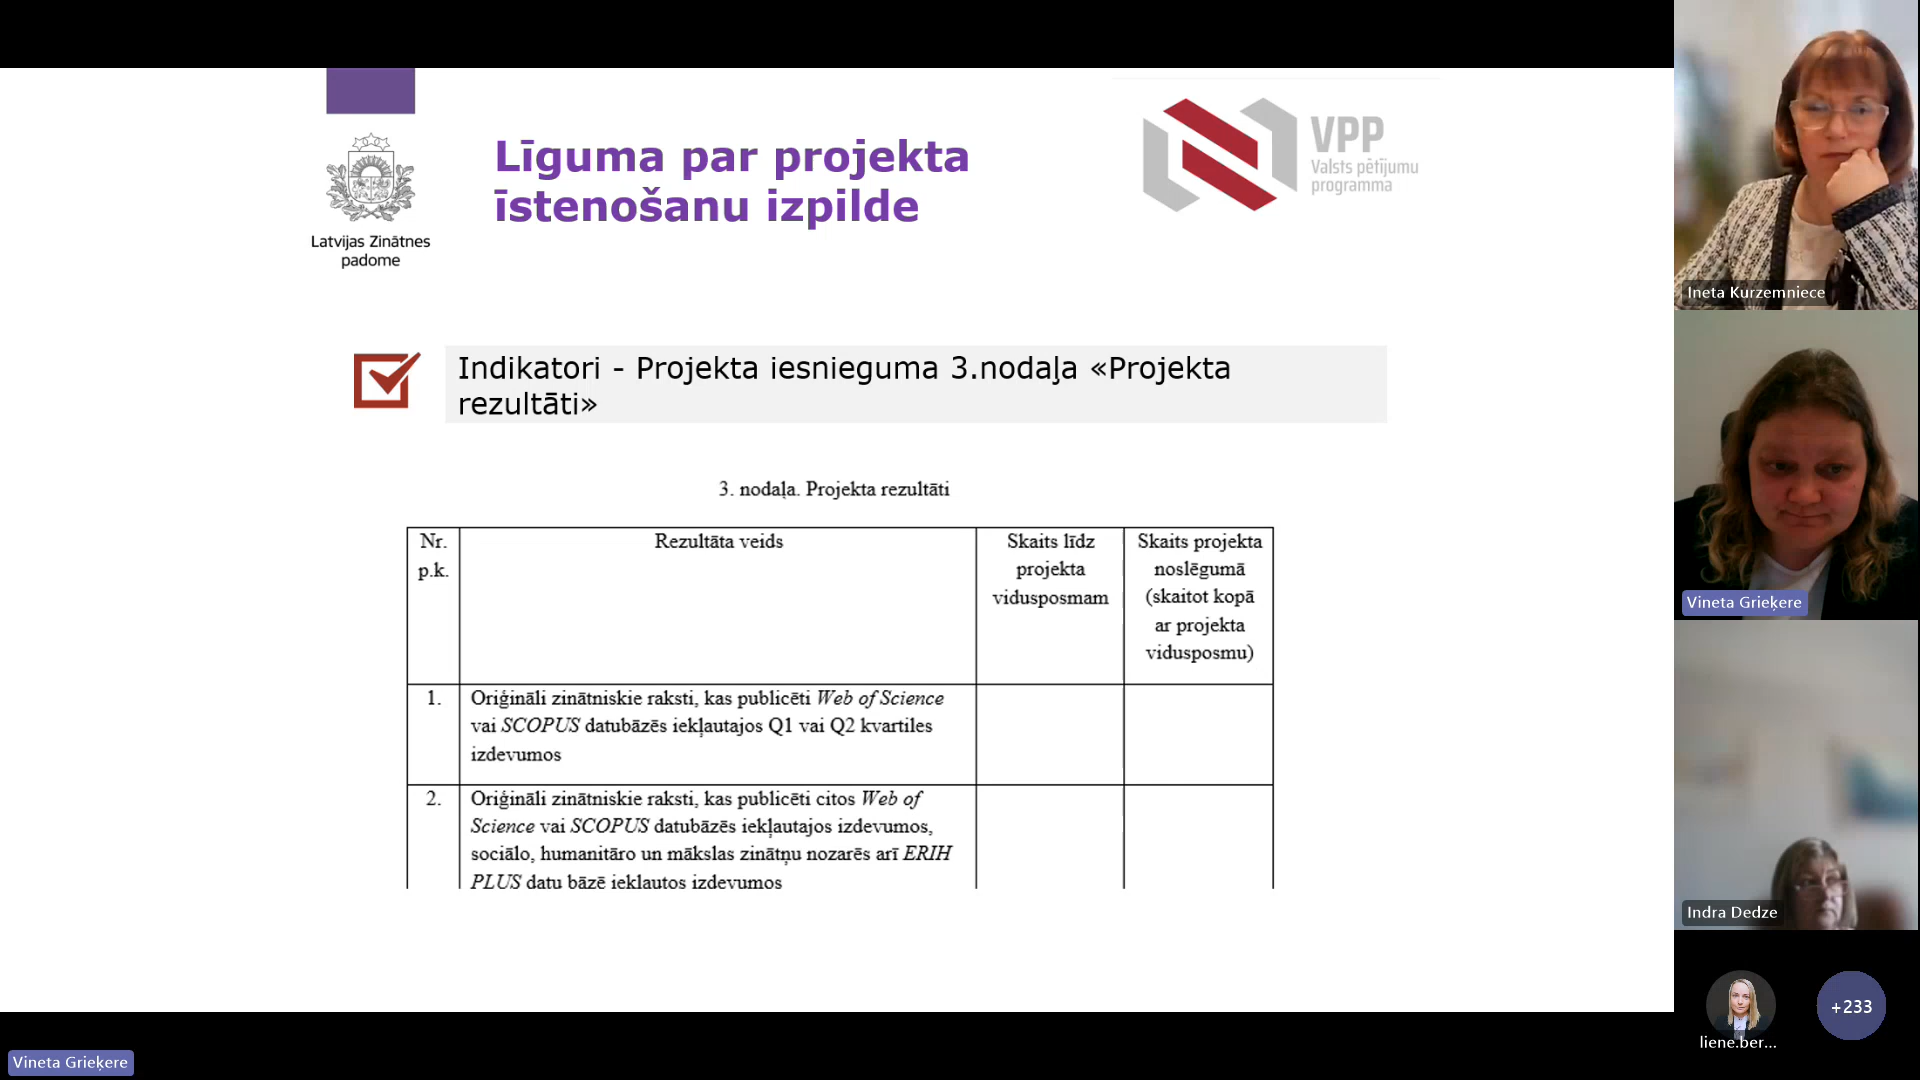 Latvijas Zinātnes
padome
Līguma par projekta
īstenošanu izpilde
VPP
Valsts pētījumu
programma
Indikatori - Projekta iesnieguma 3.nodaļa «Projekta
rezultāti»
3. nodaļa. Projekta rezultāti
Nr.
p.k.
Rezultāta veids
Skaits līdz
projekta
vidusposmam
Skaits projekta
noslēgumā
(skaitot kopā
ar projekta
vidusposmu)
1.
Oriģināli zinātniskie raksti, kas publicēti Web of Science
vai SCOPUS datubāzēs iekļautajos Q1 vai Q2 kvartiles
izdevumos
2.
Oriģināli zinātniskie raksti, kas publicēti citos Web of
Science vai SCOPUS datubāzēs iekļautajos izdevumos,
sociālo, humanitāro un mākslas zinātņu nozarēs arī ERIH
PLUS datu bāzē iekļautos izdevumos
Ineta Kurzemniece
Vineta Grieķere
Indra Dedze
liene.ber...
+233
Vineta Grieķere